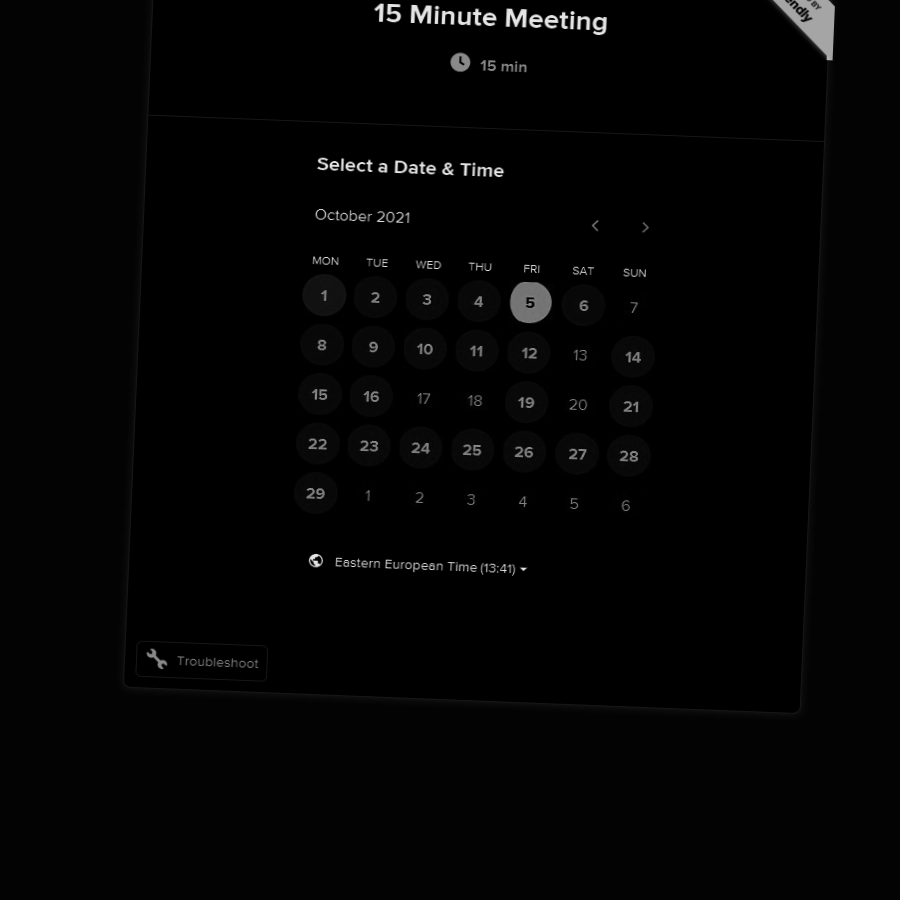 15 Minute Meeting
15 min
Select a Date & Time
October 2021
MON TUE WED THU FRI SAT SUN
1 2 3 4 5 6 7
8 9 10 11 12 13 14
15 16 17 18 19 20 21
22 23 24 25 26 27 28
29 1 2 3 4 5 6
Eastern European Time (13:41)
Troubleshoot